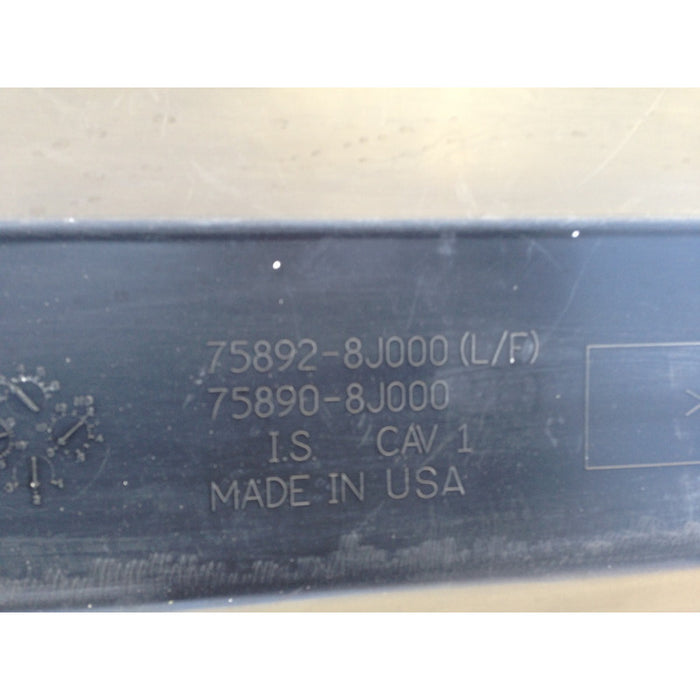 75892-8J000 (L/F)
75890-8J000
I.S CAV 1
MADE IN USA